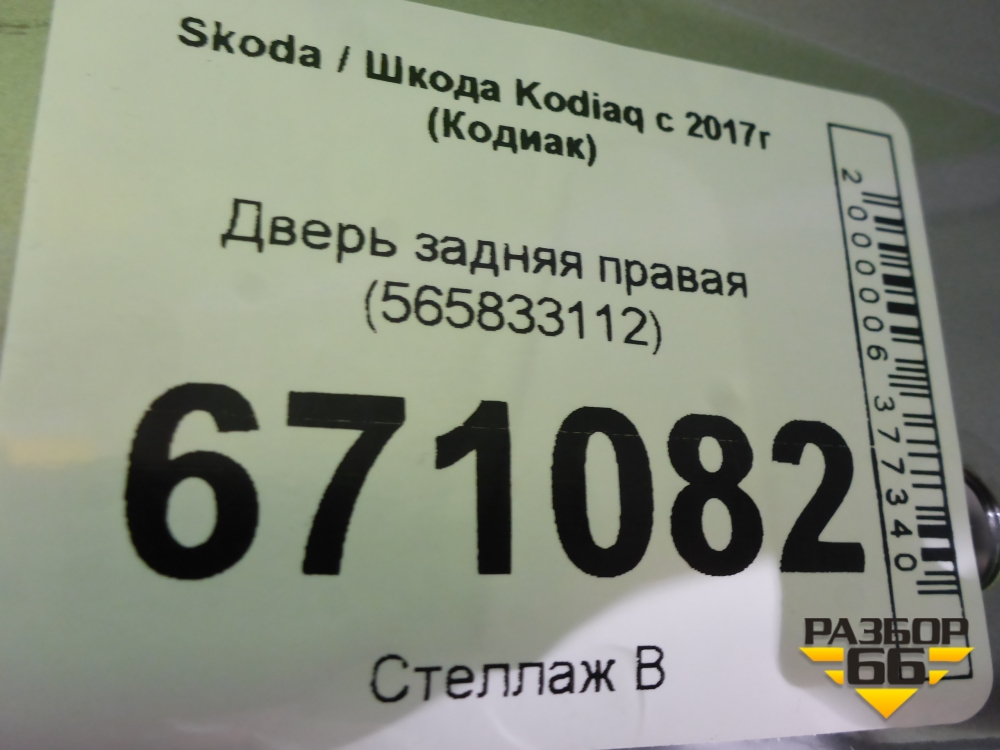 Skoda / Шкода Kodiaq с 2017г
(Кодиак)
Дверь задняя правая
(565833112)
671082
Стеллаж В
2000006377340
РАЗБОР
66